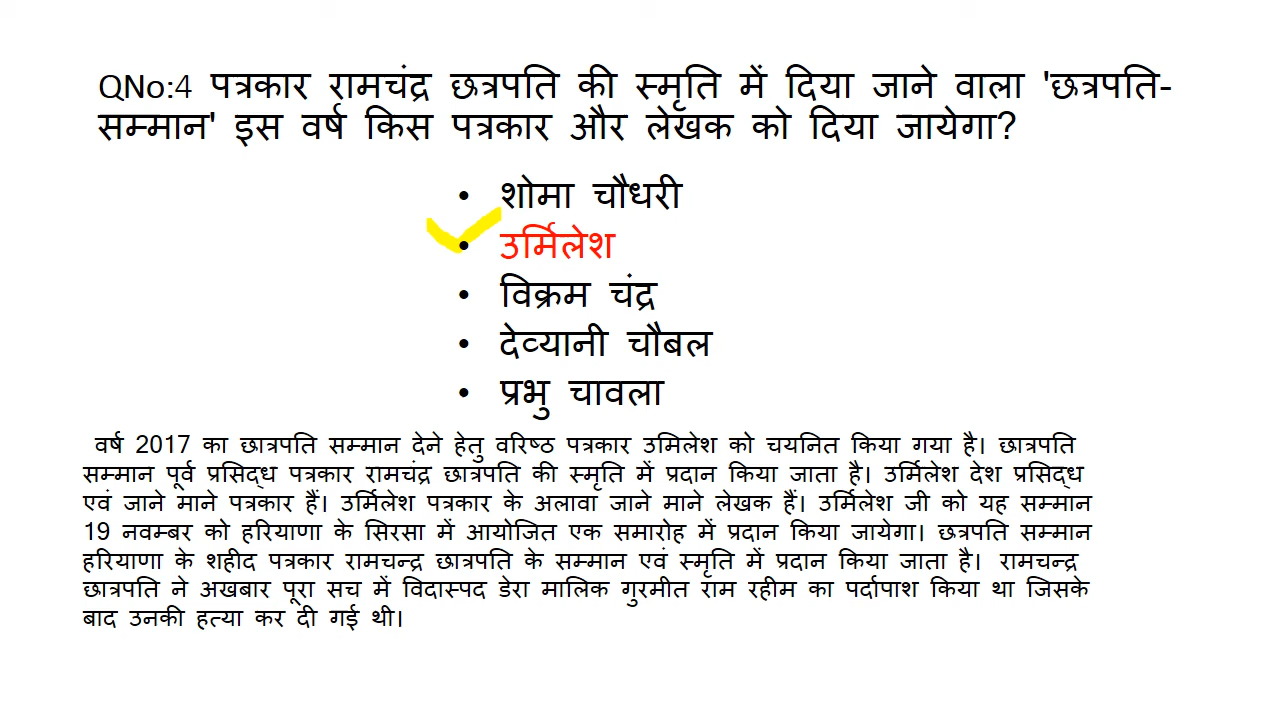 QNo:4 पत्रकार रामचंद्र छत्रपति की स्मृति में दिया जाने वाला 'छत्रपति-
सम्मान' इस वर्ष किस पत्रकार और लेखक को दिया जायेगा?
• शोमा चौधरी
• उर्मिलेश
• विक्रम चंद्र
• देव्यानी चौबल
• प्रभु चावला
वर्ष 2017 का छात्रपति सम्मान देने हेतु वरिष्ठ पत्रकार उमिलेश को चयनित किया गया है। छात्रपति
सम्मान पूर्व प्रसिद्ध पत्रकार रामचंद्र छात्रपति की स्मृति में प्रदान किया जाता है। उर्मिलेश देश प्रसिद्ध
एवं जाने माने पत्रकार हैं। उर्मिलेश पत्रकार के अलावा जाने माने लेखक हैं। उर्मिलेश जी को यह सम्मान
19 नवम्बर को हरियाणा के सिरसा में आयोजित एक समारोह में प्रदान किया जायेगा। छत्रपति सम्मान
हरियाणा के शहीद पत्रकार रामचन्द्र छात्रपति के सम्मान एवं स्मृति में प्रदान किया जाता है। रामचन्द्र
छात्रपति ने अखबार पूरा सच में विदास्पद डेरा मालिक गुरमीत राम रहीम का पर्दापाश किया था जिसके
बाद उनकी हत्या कर दी गई थी।